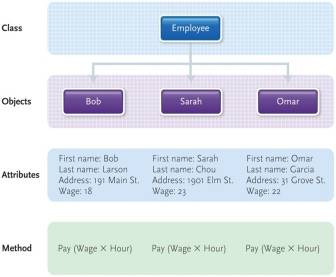 Class
Employee
Objects
Bob
Sarah
Omar
Attributes
First name: Bob
Last name: Larson
Address: 191 Main St.
Wage: 18
First name: Sarah
Last name: Chou
Address: 1901 Elm St.
Wage: 23
First name: Omar
Last name: Garcia
Address: 31 Grove St.
Wage: 22
Method
Pay (Wage × Hour)
Pay (Wage × Hour)
Pay (Wage × Hour)